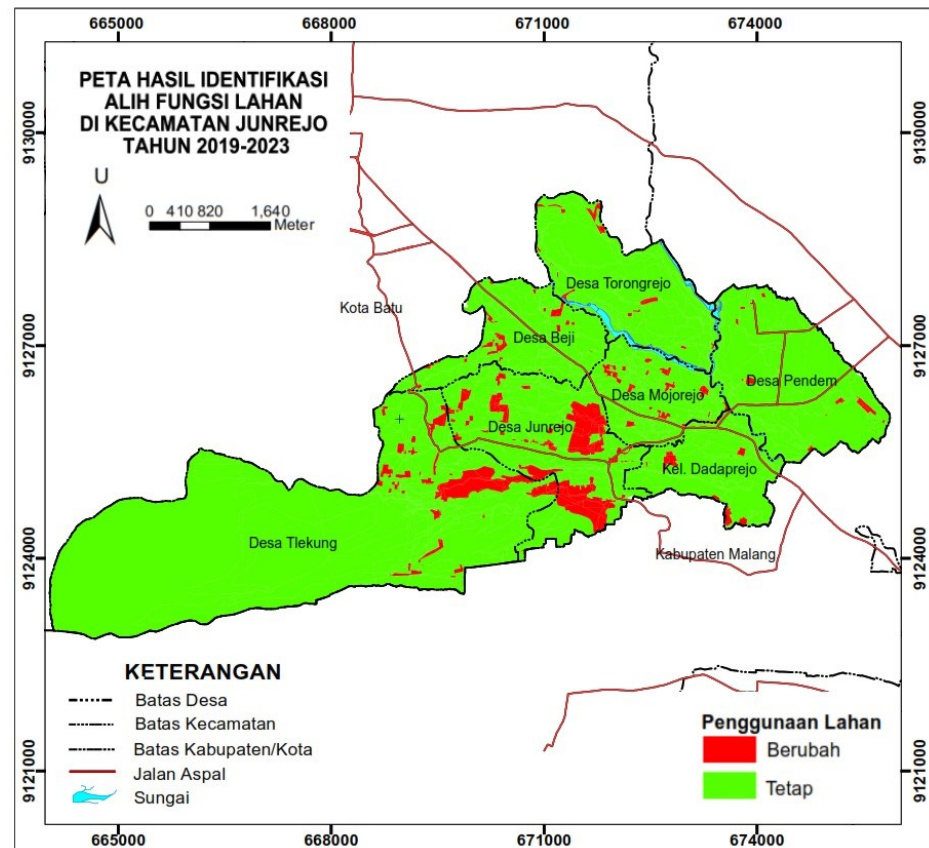 665000 668000 671000 674000
PETA HASIL IDENTIFIKASI
ALIH FUNGSI LAHAN
DI KECAMATAN JUNREJO
TAHUN 2019-2023
U
0 410 820 1,640
Meter
9130000 9130000
Desa Torongrejo
Kota Batu
Desa Beji
9127000 9127000
Desa Pendem
Desa Mojorejo
Desa Junrejo
Kel. Dadaprejo
Desa Tlekung
Kabupaten Malang
9124000 9124000
KETERANGAN
Batas Desa
Batas Kecamatan
Batas Kabupaten/Kota
Jalan Aspal
Sungai
Penggunaan Lahan
Berubah
Tetap
9121000 9121000
665000 668000 671000 674000